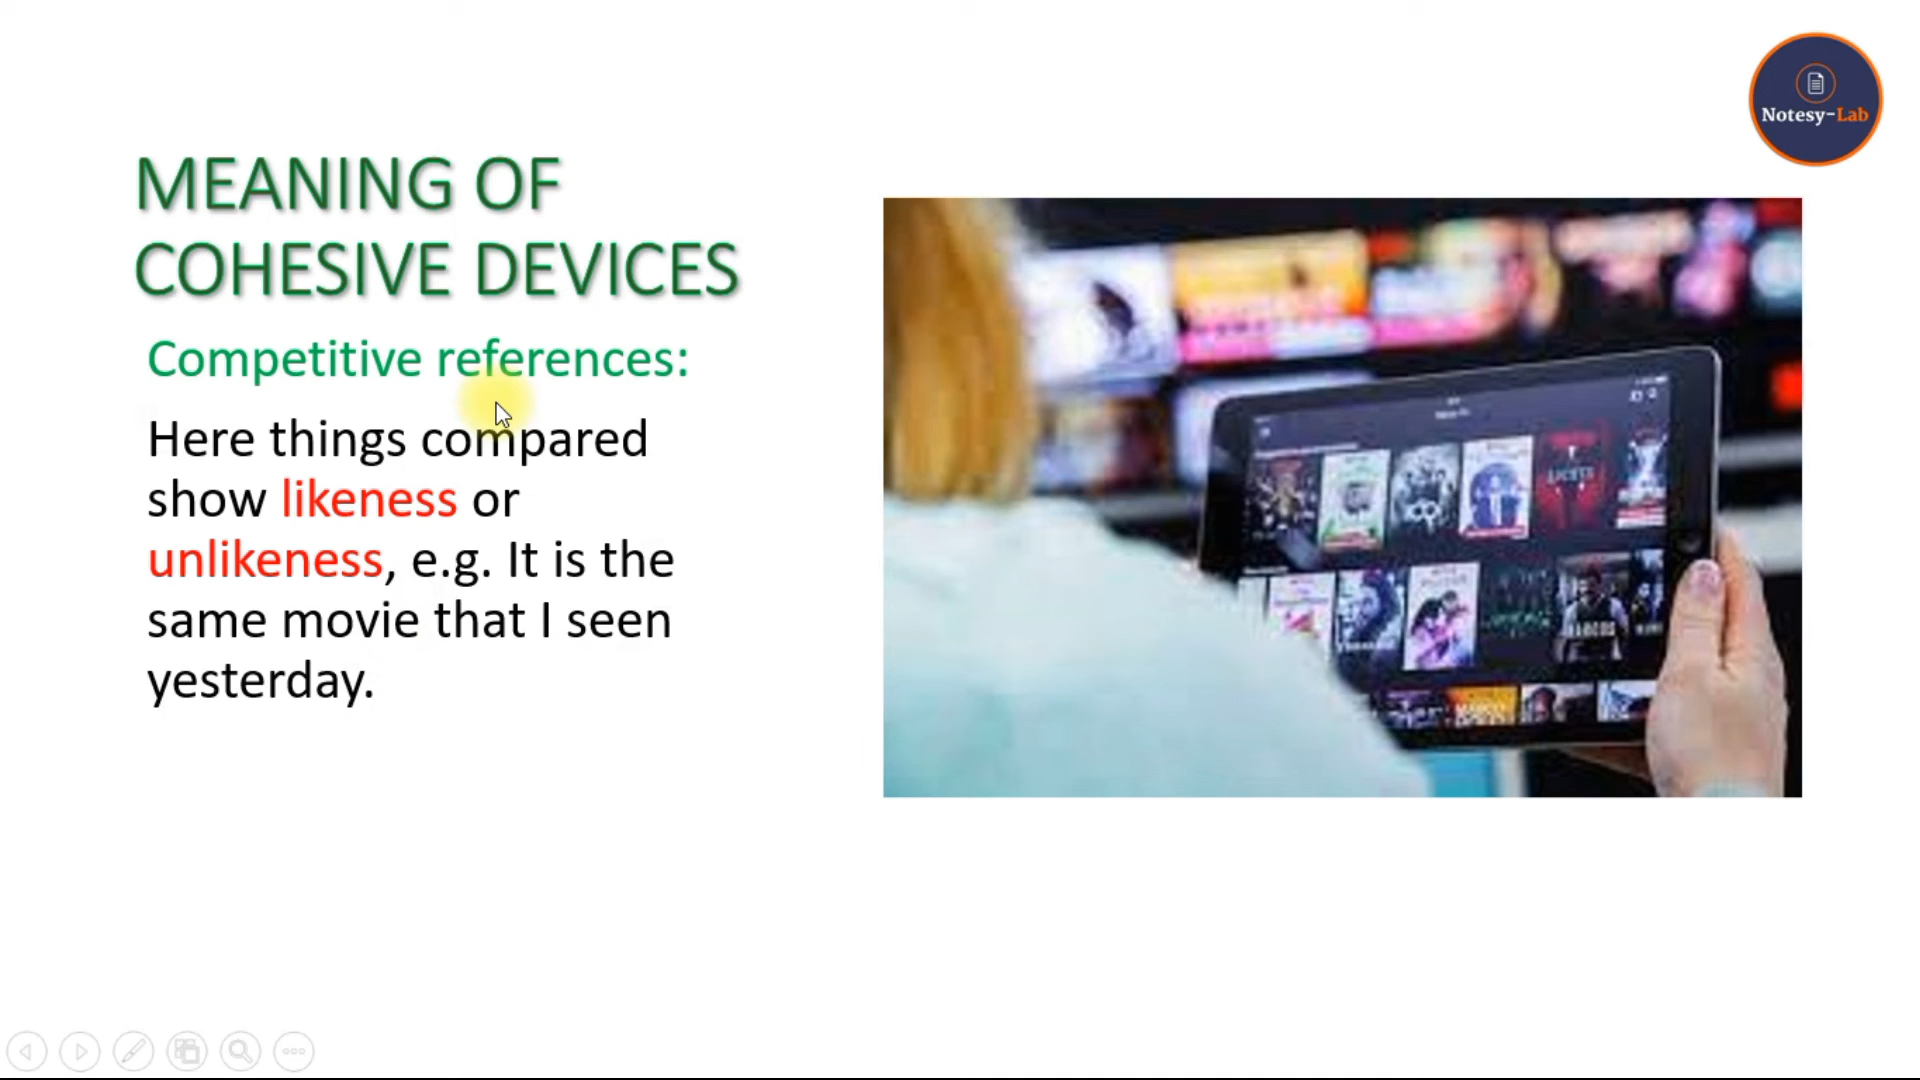 Notesy-Lab
MEANING OF
COHESIVE DEVICES
Competitive references:
Here things compared
show likeness or
unlikeness, e.g. It is the
same movie that I seen
yesterday.
NARCOS